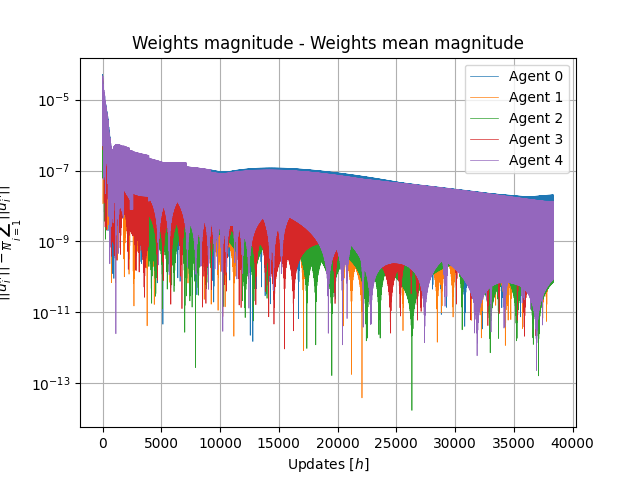 Weights magnitude - Weights mean magnitude
Agent 0
Agent 1
Agent 2
Agent 3
Agent 4
10⁻⁵
10⁻⁷
10⁻⁹
10⁻¹¹
10⁻¹³
0 5000 10000 15000 20000 25000 30000 35000 40000
Updates [h]